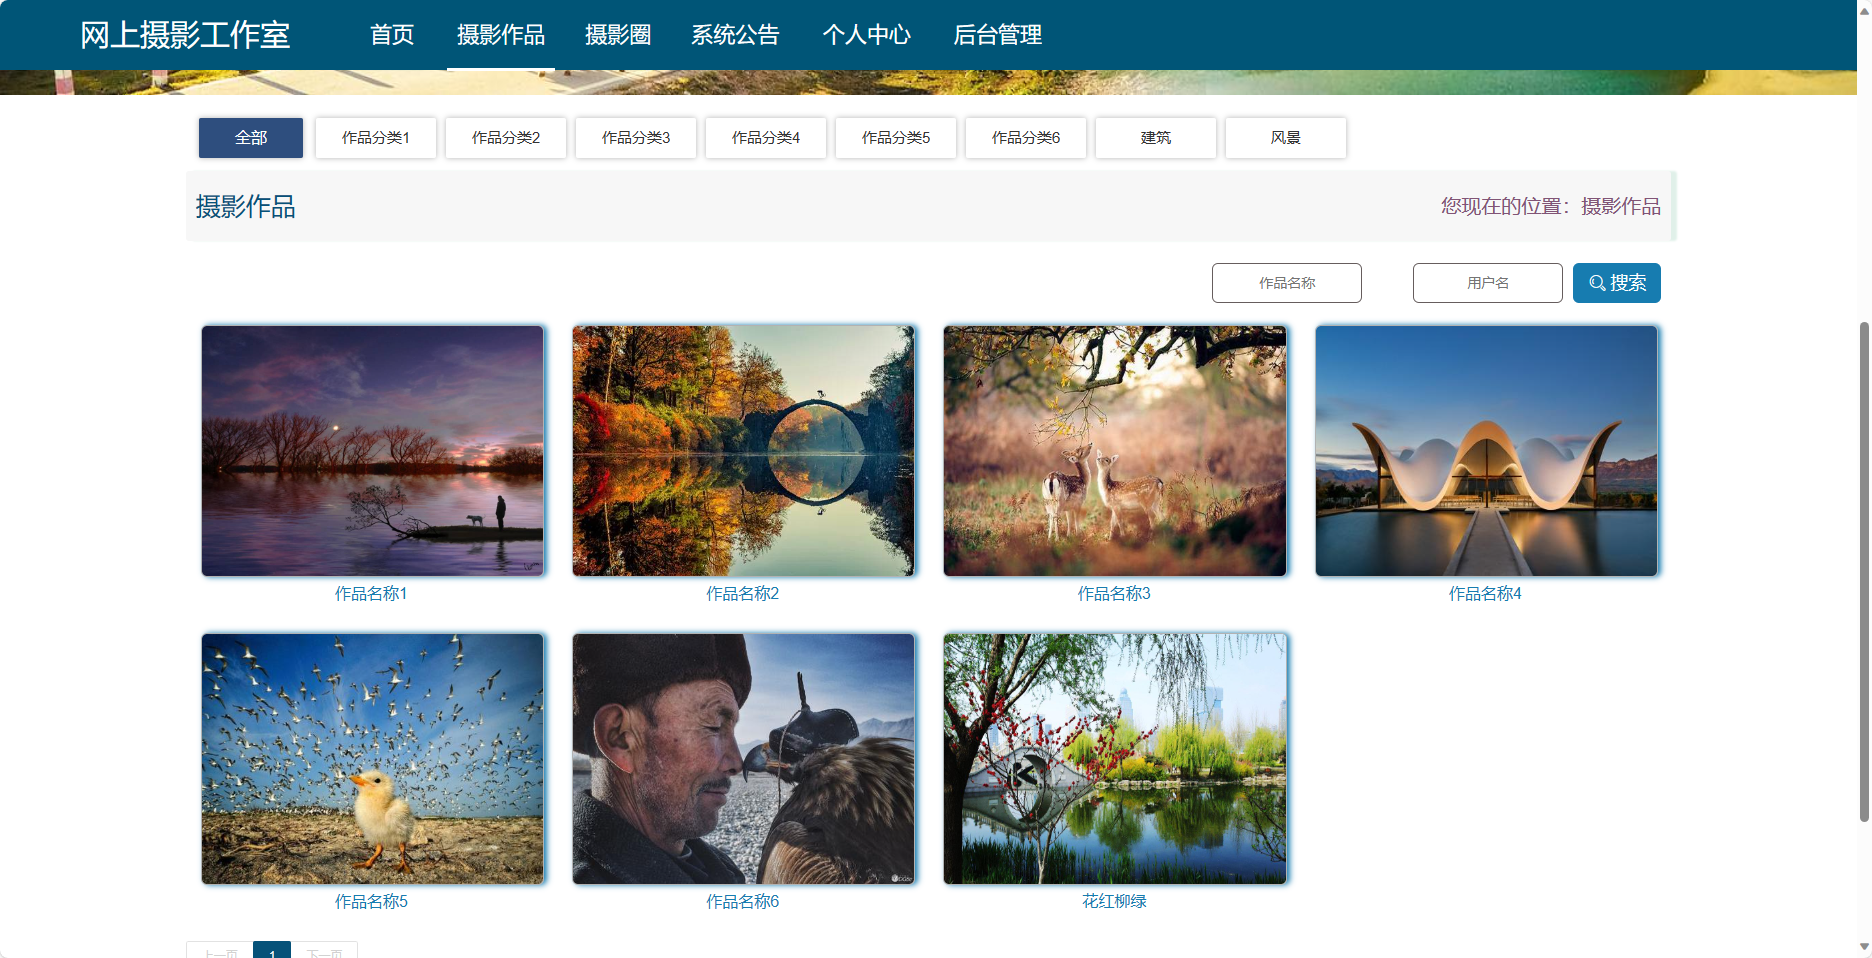 网上摄影工作室 首页 摄影作品 摄影圈 系统公告 个人中心 后台管理
全部 作品分类1 作品分类2 作品分类3 作品分类4 作品分类5 作品分类6 建筑 风景
摄影作品 您现在的位置：摄影作品
作品名称 用户名 搜索
作品名称1 作品名称2 作品名称3 作品名称4
作品名称5 作品名称6 花红柳绿
上一页 1 下一页